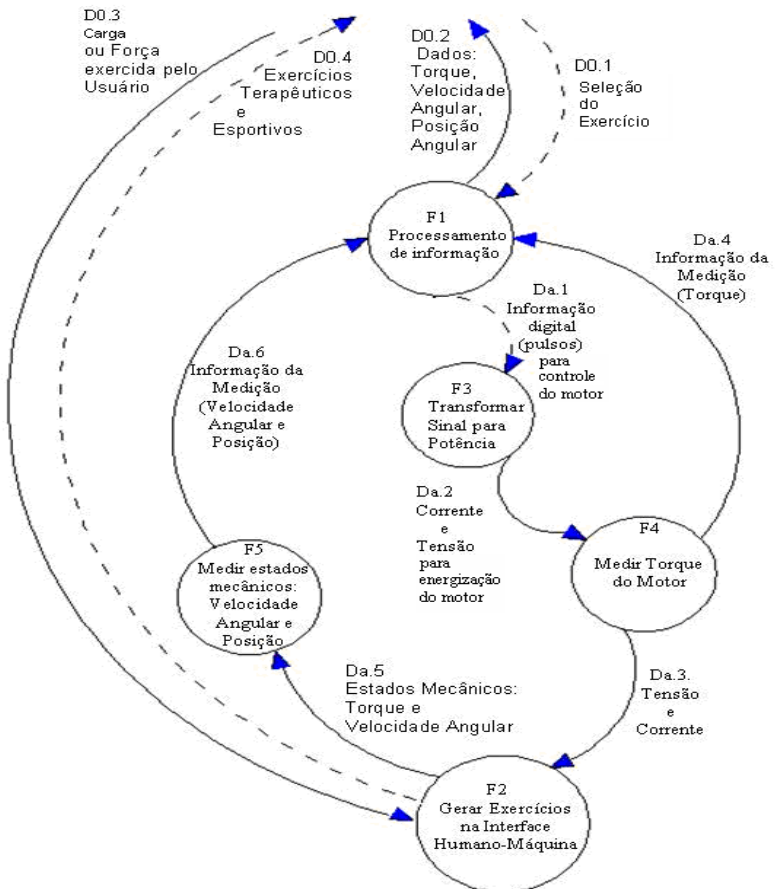 D0.3
Carga
ou Força
exercida pelo
Usuário
D0.4
Exercícios
Terapêuticos
e
Esportivos
D0.2
Dados:
Torque,
Velocidade
Angular,
Posição
Angular
D0.1
Seleção
do
Exercício
F1
Processamento
de informação
Da.4
Informação da
Medição
(Torque)
Da.1
Informação
digital
(pulsos)
para
controle
do motor
Da.6
Informação da
Medição
(Velocidade
Angular e
Posição)
F3
Transformar
Sinal para
Potência
Da.2
Corrente
e
Tensão
para
energização
do motor
F4
Medir Torque
do Motor
F5
Medir estados
mecânicos:
Velocidade
Angular e
Posição
Da.5
Estados Mecânicos:
Torque e
Velocidade Angular
Da.3.
Tensão
e
Corrente
F2
Gerar Exercícios
na Interface
Humano-Máquina